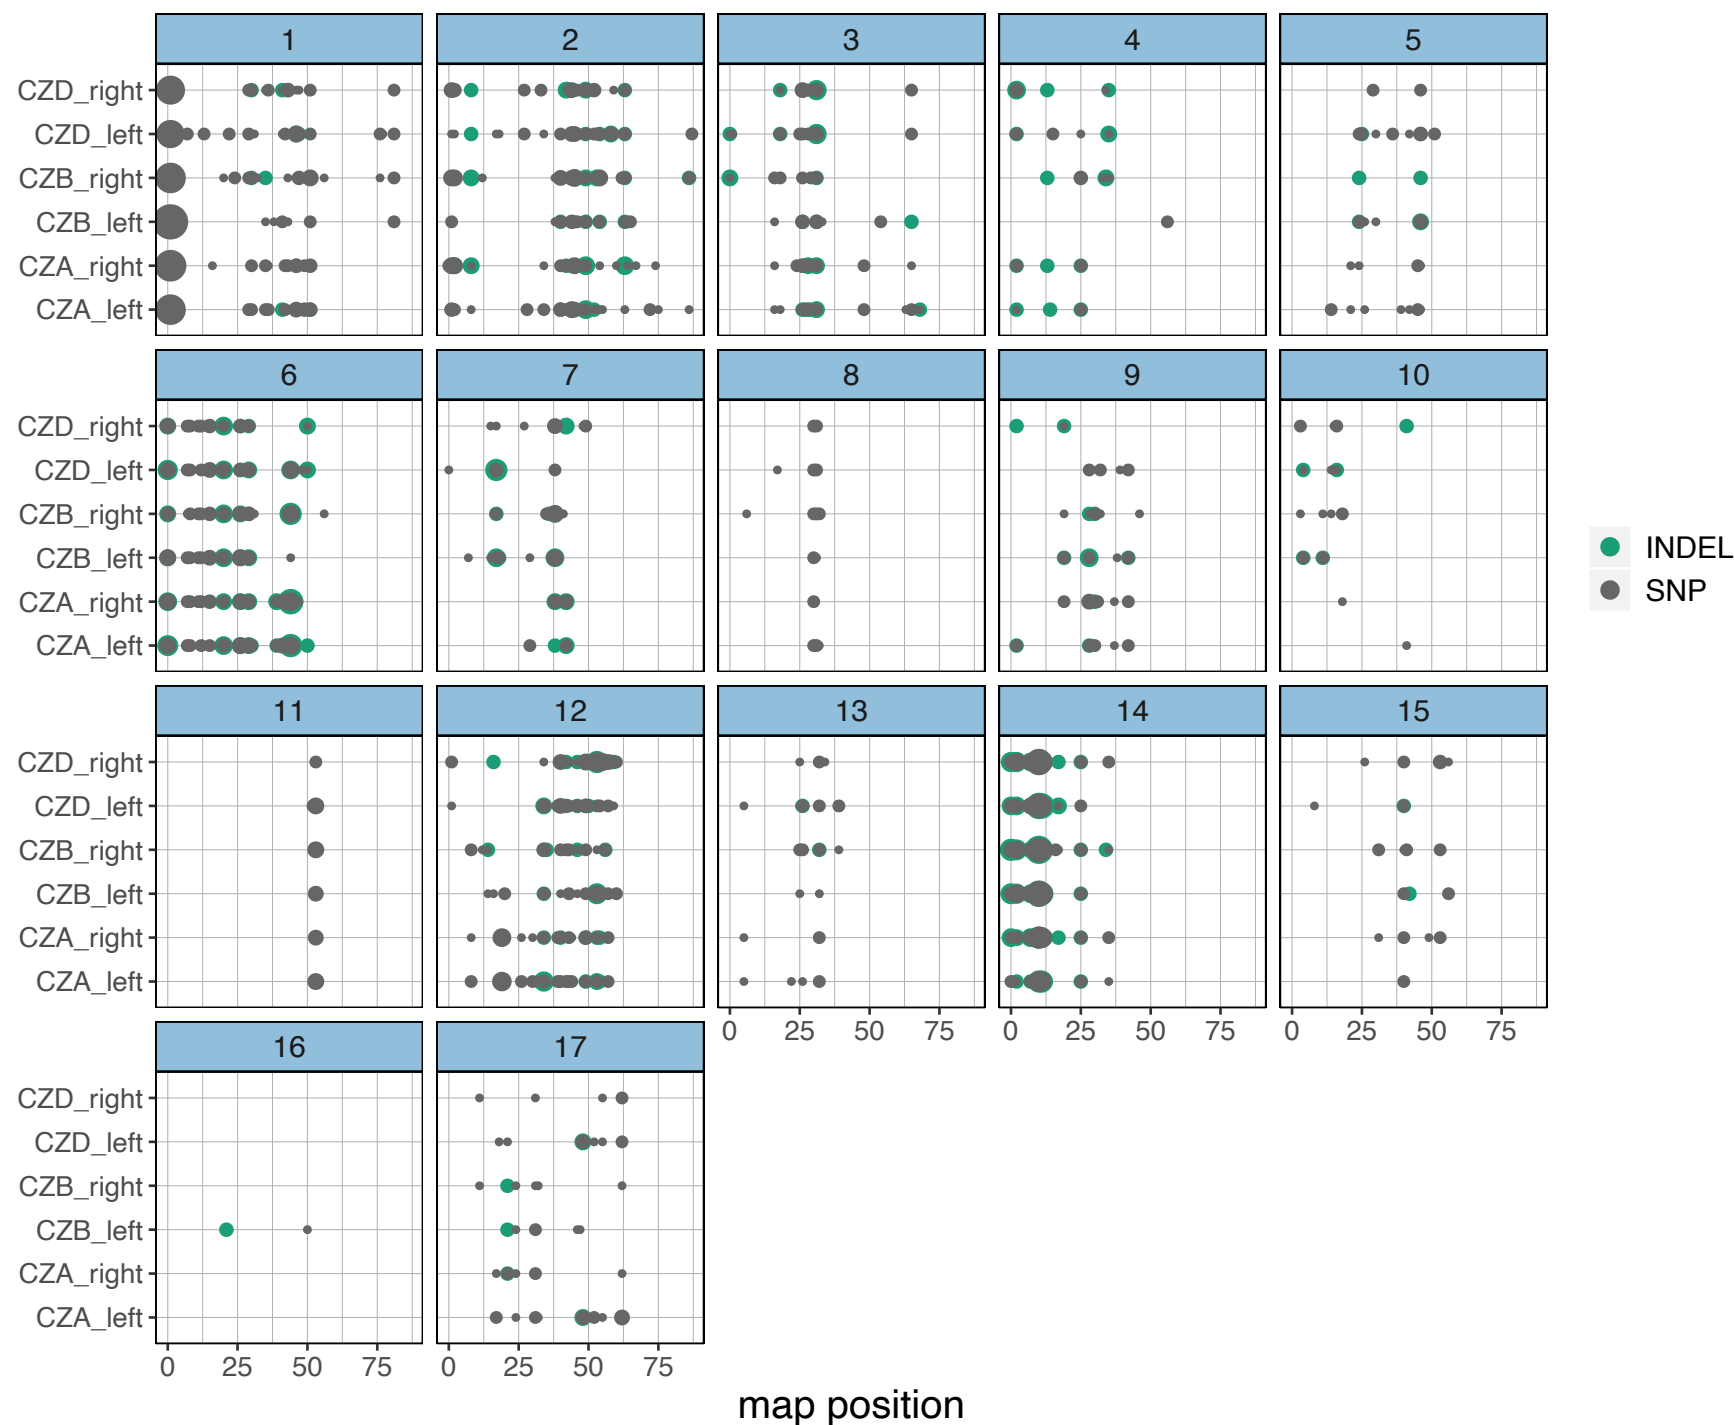 1 2 3 4 5
CZD_right
CZD_left
CZB_right
CZB_left
CZA_right
CZA_left
6 7 8 9 10
CZD_right
CZD_left
CZB_right
CZB_left
CZA_right
CZA_left
INDEL
SNP
11 12 13 14 15
CZD_right
CZD_left
CZB_right
CZB_left
CZA_right
CZA_left
0 25 50 75 0 25 50 75 0 25 50 75
16 17
CZD_right
CZD_left
CZB_right
CZB_left
CZA_right
CZA_left
0 25 50 75 0 25 50 75
map position